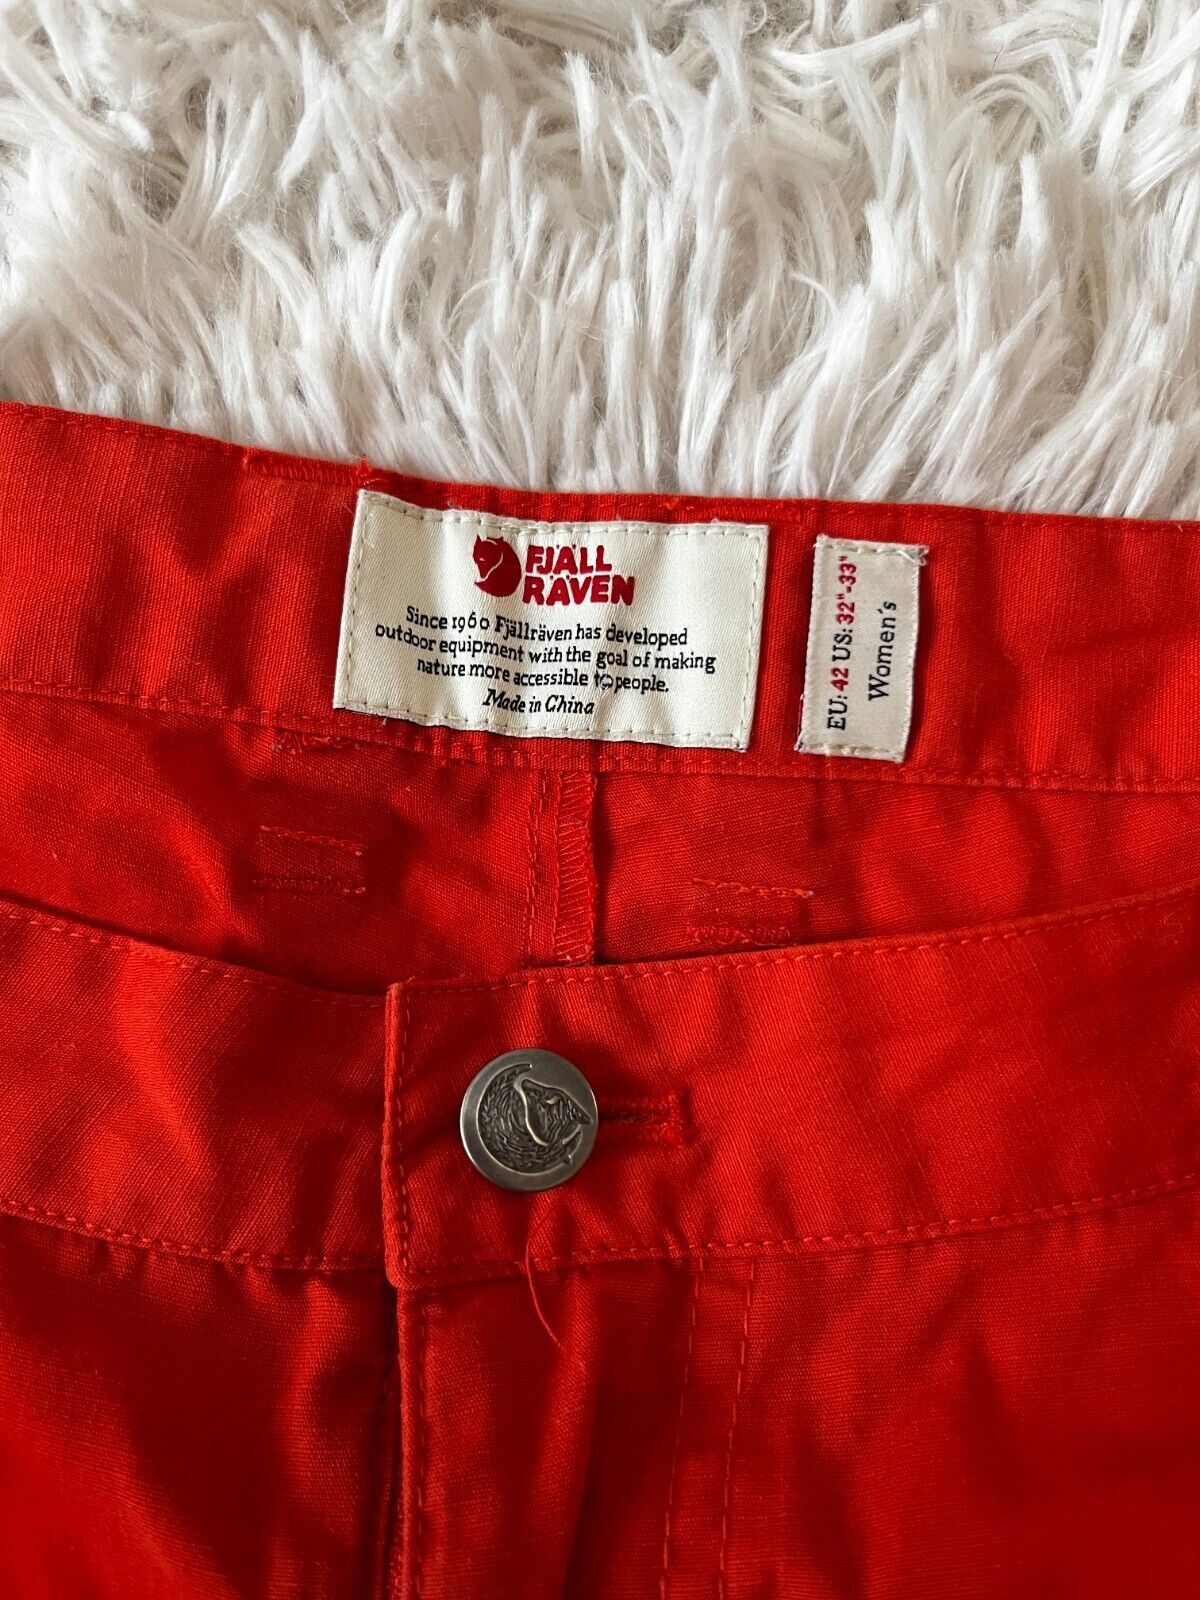 FJÄLL
RÄVEN
Since 1960 Fjällräven has developed
outdoor equipment with the goal of making
nature more accessible to people.
Made in China
EU: 42 US: 32"-33"
Women´s